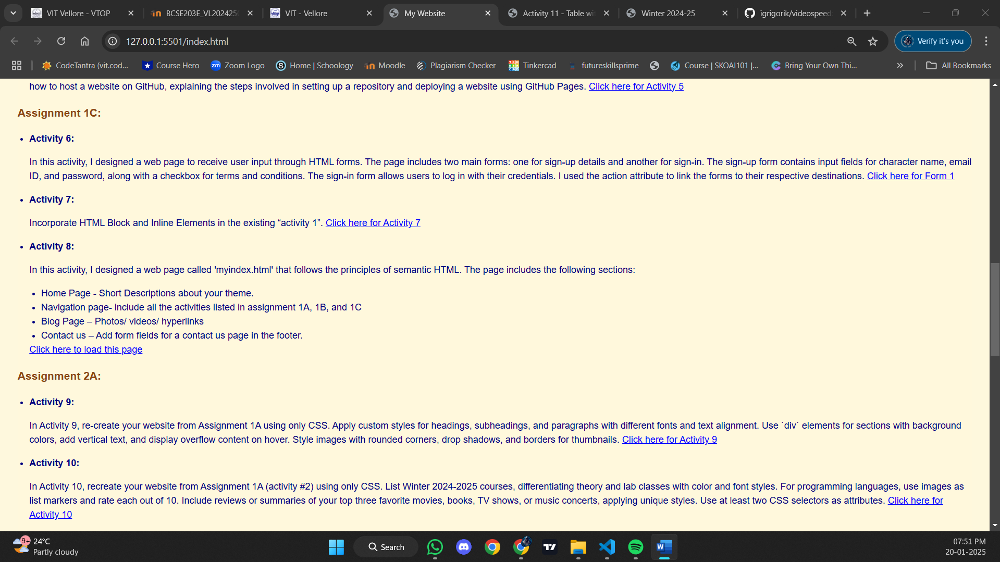 VIT Vellore - VTOP
BCSE203E_VL202425
VIT - Vellore
My Website
Activity 11 - Table wi
Winter 2024-25
igrigorik/videospeed
127.0.0.1:5501/index.html
Verify it's you
CodeTantra (vit.cod...
Course Hero
zm Zoom Logo
S Home | Schoology
Moodle
Plagiarism Checker
Tinkercad
futureskillsprime
Course | SKOAI101 |...
Bring Your Own Thi...
All Bookmarks
how to host a website on GitHub, explaining the steps involved in setting up a repository and deploying a website using GitHub Pages. Click here for Activity 5
Assignment 1C:
• Activity 6:
In this activity, I designed a web page to receive user input through HTML forms. The page includes two main forms: one for sign-up details and another for sign-in. The sign-up form contains input fields for character name, email
ID, and password, along with a checkbox for terms and conditions. The sign-in form allows users to log in with their credentials. I used the action attribute to link the forms to their respective destinations. Click here for Form 1
• Activity 7:
Incorporate HTML Block and Inline Elements in the existing “activity 1”. Click here for Activity 7
• Activity 8:
In this activity, I designed a web page called 'myindex.html' that follows the principles of semantic HTML. The page includes the following sections:
• Home Page - Short Descriptions about your theme.
• Navigation page- include all the activities listed in assignment 1A, 1B, and 1C
• Blog Page – Photos/ videos/ hyperlinks
• Contact us – Add form fields for a contact us page in the footer.
Click here to load this page
Assignment 2A:
• Activity 9:
In Activity 9, re-create your website from Assignment 1A using only CSS. Apply custom styles for headings, subheadings, and paragraphs with different fonts and text alignment. Use `div` elements for sections with background
colors, add vertical text, and display overflow content on hover. Style images with rounded corners, drop shadows, and borders for thumbnails. Click here for Activity 9
• Activity 10:
In Activity 10, recreate your website from Assignment 1A (activity #2) using only CSS. List Winter 2024-2025 courses, differentiating theory and lab classes with color and font styles. For programming languages, use images as
list markers and rate each out of 10. Include reviews or summaries of your top three favorite movies, books, TV shows, or music concerts, applying unique styles. Use at least two CSS selectors as attributes. Click here for
Activity 10
9+
24°C
Partly cloudy
Search
W
07:51 PM
20-01-2025